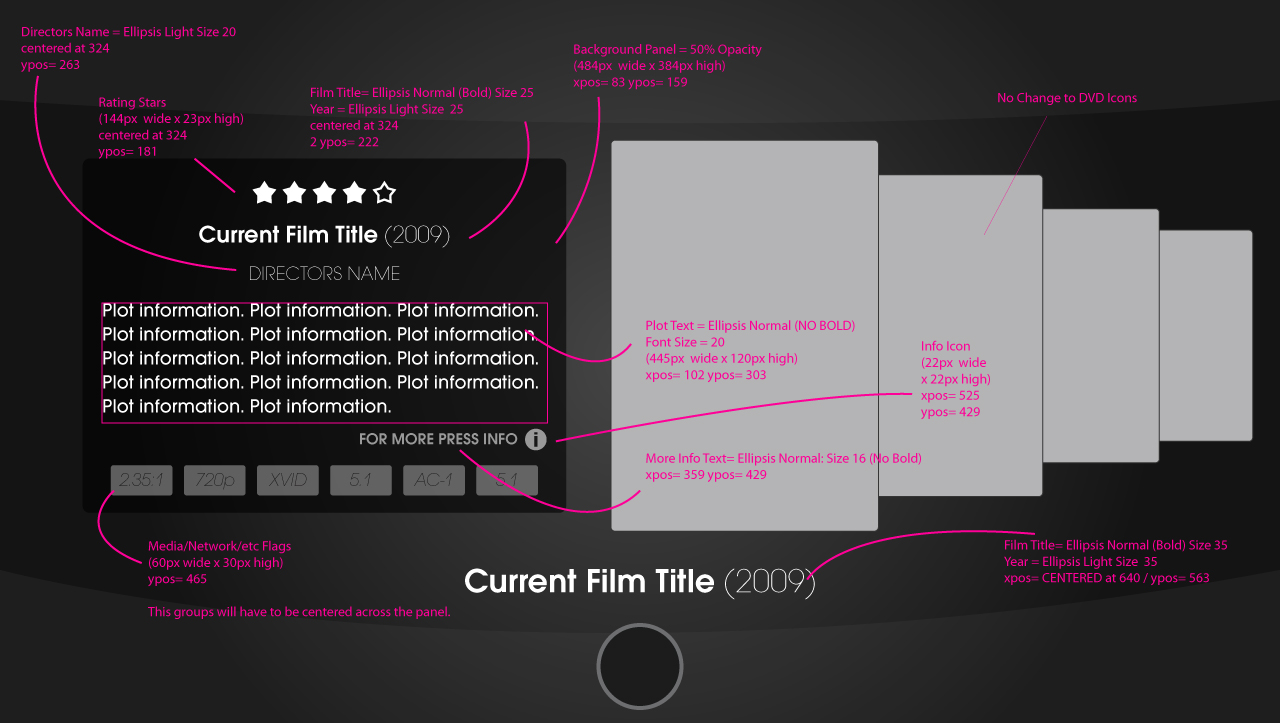 Directors Name = Ellipsis Light Size 20
centered at 324
ypos= 263
Background Panel = 50% Opacity
(484px wide x 384px high)
xpos= 83 ypos= 159
Film Title= Ellipsis Normal (Bold) Size 25
Year = Ellipsis Light Size 25
centered at 324
2 ypos= 222
Rating Stars
(144px wide x 23px high)
centered at 324
ypos= 181
No Change to DVD Icons
Current Film Title (2009)
DIRECTORS NAME
Plot information. Plot information. Plot information.
Plot information. Plot information. Plot information.
Plot information. Plot information. Plot information.
Plot information. Plot information. Plot information.
Plot information. Plot information.
Plot Text = Ellipsis Normal (NO BOLD)
Font Size = 20
(445px wide x 120px high)
xpos= 102 ypos= 303
Info Icon
(22px wide
x 22px high)
xpos= 525
ypos= 429
FOR MORE PRESS INFO i
More Info Text= Ellipsis Normal: Size 16 (No Bold)
xpos= 359 ypos= 429
2.35:1 720p XVID 5.1 AC-1 5.1
Media/Network/etc Flags
(60px wide x 30px high)
ypos= 465
This groups will have to be centered across the panel.
Film Title= Ellipsis Normal (Bold) Size 35
Year = Ellipsis Light Size 35
xpos= CENTERED at 640 / ypos= 563
Current Film Title (2009)